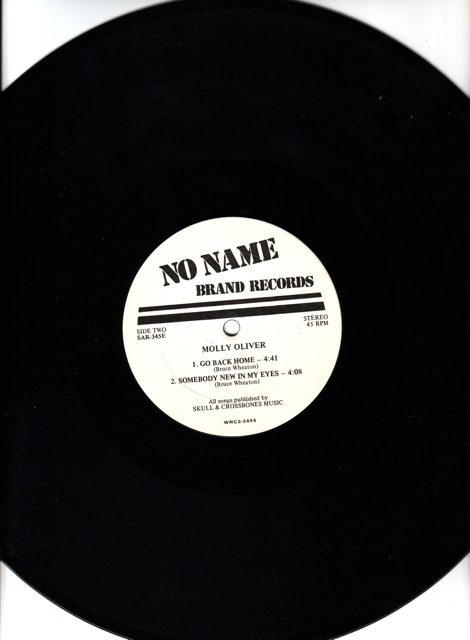 NO NAME
BRAND RECORDS
SIDE TWO
SAR-345E
STEREO
45 RPM
MOLLY OLIVER
1. GO BACK HOME – 4:41
(Bruce Wheaton)
2. SOMEBODY NEW IN MY EYES – 4:08
(Bruce Wheaton)
All songs published by
SKULL & CROSSBONES MUSIC
WRC2-2498